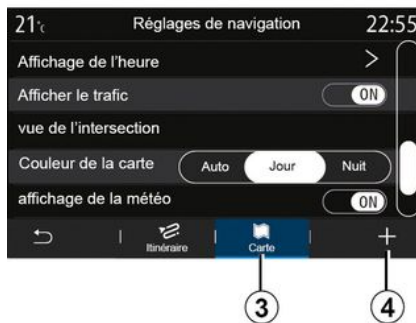 21°c Réglages de navigation 22:55
Affichage de l'heure >
Afficher le trafic ON
vue de l'intersection
Couleur de la carte Auto Jour Nuit
affichage de la météo ON
Itinéraire Carte +
3 4